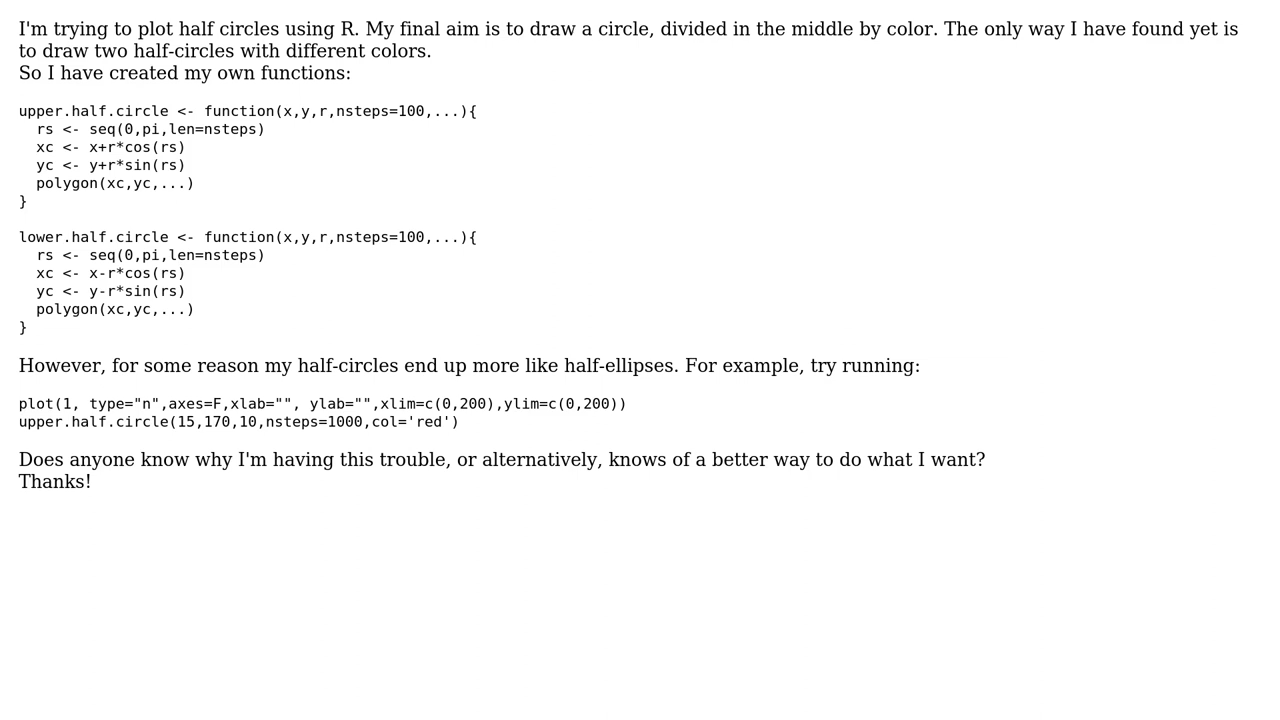 I'm trying to plot half circles using R. My final aim is to draw a circle, divided in the middle by color. The only way I have found yet is
to draw two half-circles with different colors.
So I have created my own functions:
upper.half.circle <- function(x,y,r,nsteps=100,...){
  rs <- seq(0,pi,len=nsteps)
  xc <- x+r*cos(rs)
  yc <- y+r*sin(rs)
  polygon(xc,yc,...)
}
lower.half.circle <- function(x,y,r,nsteps=100,...){
  rs <- seq(0,pi,len=nsteps)
  xc <- x-r*cos(rs)
  yc <- y-r*sin(rs)
  polygon(xc,yc,...)
}
However, for some reason my half-circles end up more like half-ellipses. For example, try running:
plot(1, type="n",axes=F,xlab="", ylab="",xlim=c(0,200),ylim=c(0,200))
upper.half.circle(15,170,10,nsteps=1000,col='red')
Does anyone know why I'm having this trouble, or alternatively, knows of a better way to do what I want?
Thanks!